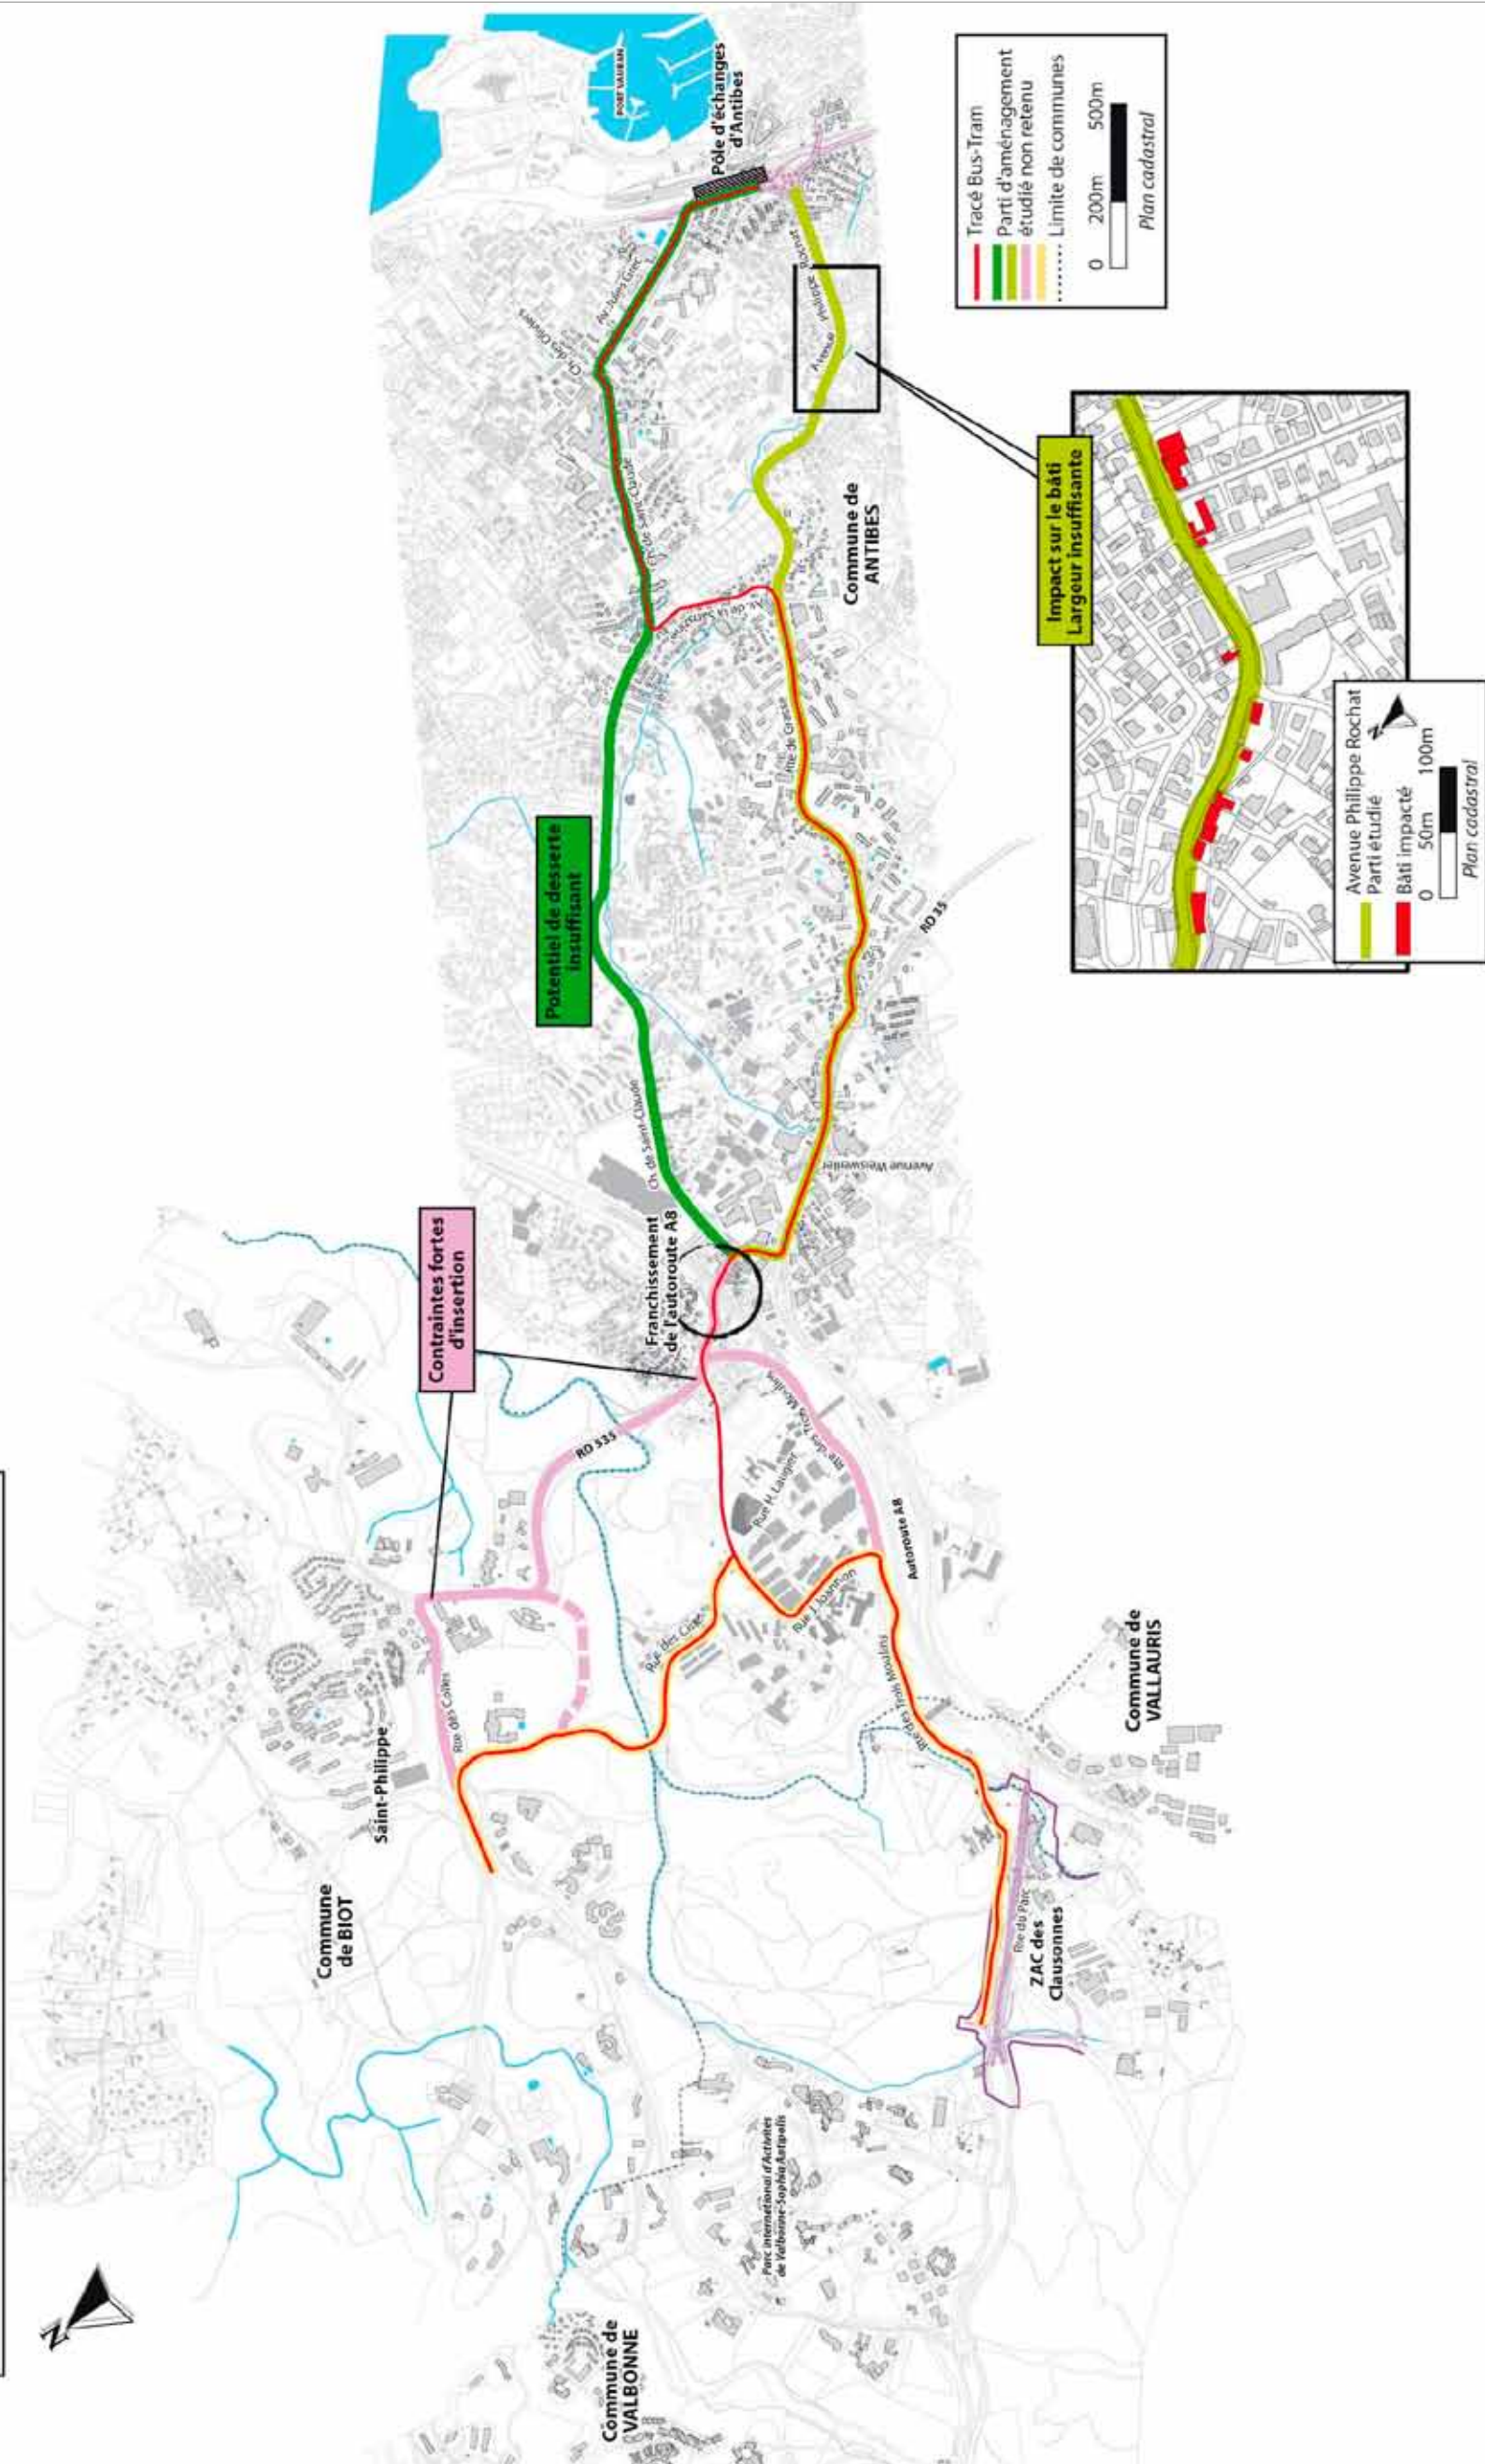 Commune de
VALBONNE
Parc international d'Activités
de Valbonne-Sophia Antipolis
Commune
de BIOT
Saint-Philippe
Rte des Colles
Contraintes fortes
d'insertion
RD 535
Rue des Cistes
Rue H. Laugier
Rue J. Joannon
Rte des Trois Moulins
Rte des Trois Moulins
Autoroute A8
Rte du Parc
ZAC des
Clausonnes
Commune de
VALLAURIS
Franchissement
de l'autoroute A8
Ch. de Saint-Claude
Potentiel de desserte
insuffisant
Avenue Weisweiller
RD 35
Rte de Grasse
Av. de la Sarrazine
Ch. de Saint-Claude
Ch. des Oliviers
Av. Jules Grec
Commune de
ANTIBES
Avenue Philippe Rochat
Pôle d'échanges
d'Antibes
PORT VAUBAN
Impact sur le bâti
Largeur insuffisante
Avenue Philippe Rochat
Parti étudié
Bâti impacté
0 50m 100m
Plan cadastral
N
Tracé Bus-Tram
Parti d'aménagement
étudié non retenu
Limite de communes
0 200m 500m
Plan cadastral
N